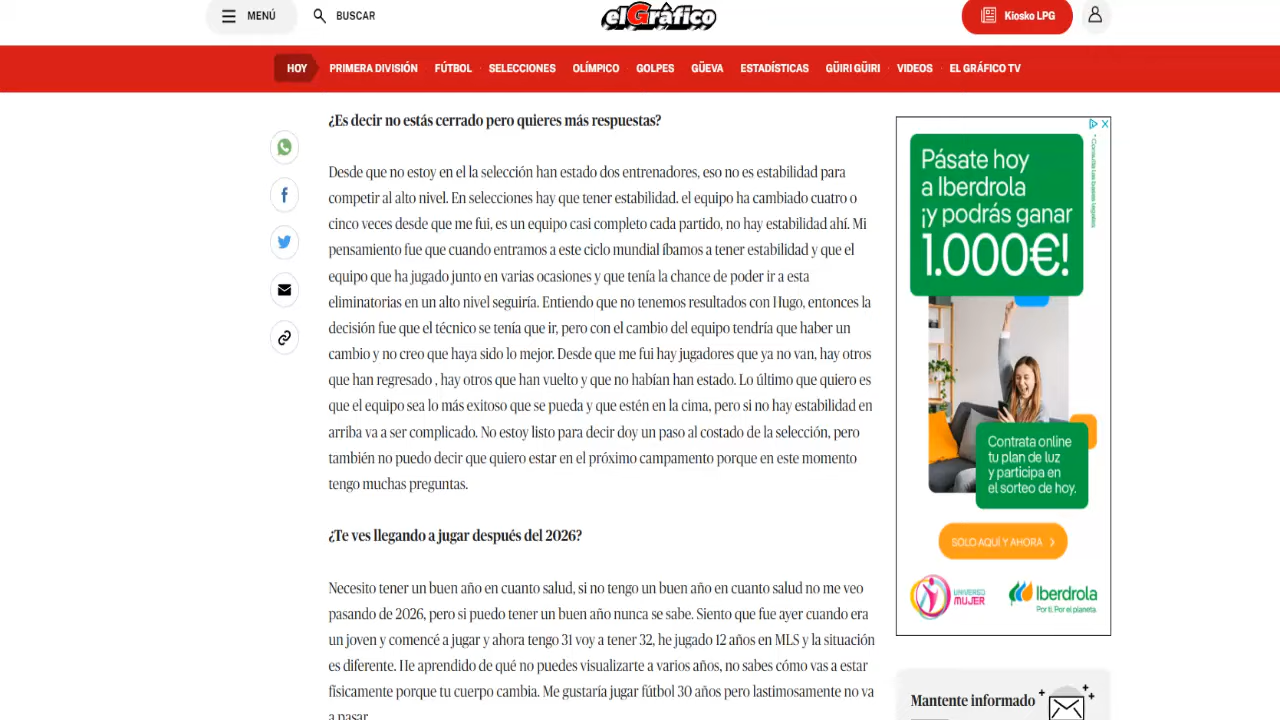 MENÚ
BUSCAR
elGráfico
Kiosko LPG
HOY
PRIMERA DIVISIÓN
FÚTBOL
SELECCIONES
OLÍMPICO
GOLPES
GÜEVA
ESTADÍSTICAS
GÜIRI GÜIRI
VIDEOS
EL GRÁFICO TV
¿Es decir no estás cerrado pero quieres más respuestas?
Desde que no estoy en el la selección han estado dos entrenadores, eso no es estabilidad para
competir al alto nivel. En selecciones hay que tener estabilidad. el equipo ha cambiado cuatro o
cinco veces desde que me fui, es un equipo casi completo cada partido, no hay estabilidad ahí. Mi
pensamiento fue que cuando entramos a este ciclo mundial íbamos a tener estabilidad y que el
equipo que ha jugado junto en varias ocasiones y que tenía la chance de poder ir a esta
eliminatorias en un alto nivel seguiría. Entiendo que no tenemos resultados con Hugo, entonces la
decisión fue que el técnico se tenía que ir, pero con el cambio del equipo tendría que haber un
cambio y no creo que haya sido lo mejor. Desde que me fui hay jugadores que ya no van, hay otros
que han regresado , hay otros que han vuelto y que no habían han estado. Lo último que quiero es
que el equipo sea lo más exitoso que se pueda y que estén en la cima, pero si no hay estabilidad en
arriba va a ser complicado. No estoy listo para decir doy un paso al costado de la selección, pero
también no puedo decir que quiero estar en el próximo campamento porque en este momento
tengo muchas preguntas.
¿Te ves llegando a jugar después del 2026?
Necesito tener un buen año en cuanto salud, si no tengo un buen año en cuanto salud no me veo
pasando de 2026, pero si puedo tener un buen año nunca se sabe. Siento que fue ayer cuando era
un joven y comencé a jugar y ahora tengo 31 voy a tener 32, he jugado 12 años en MLS y la situación
es diferente. He aprendido de qué no puedes visualizarte a varios años, no sabes cómo vas a estar
físicamente porque tu cuerpo cambia. Me gustaría jugar fútbol 30 años pero lastimosamente no va
a pasar
Pásate hoy
a Iberdrola
¡y podrás ganar
1.000€!
* Consulta las bases legales
Contrata online
tu plan de luz
y participa en
el sorteo de hoy.
SOLO AQUÍ Y AHORA
UNIVERSO
MUJER
Iberdrola
Por ti. Por el planeta.
Mantente informado